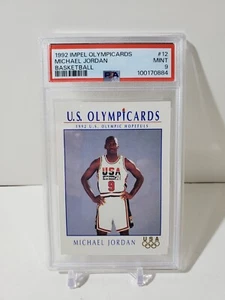 1992 IMPEL OLYMPICARDS #12
MICHAEL JORDAN MINT
BASKETBALL 9
PSA 100170884
U.S. OLYMPICARDS
1992 U.S. OLYMPIC HOPEFULS
USA
9
MICHAEL JORDAN
USA